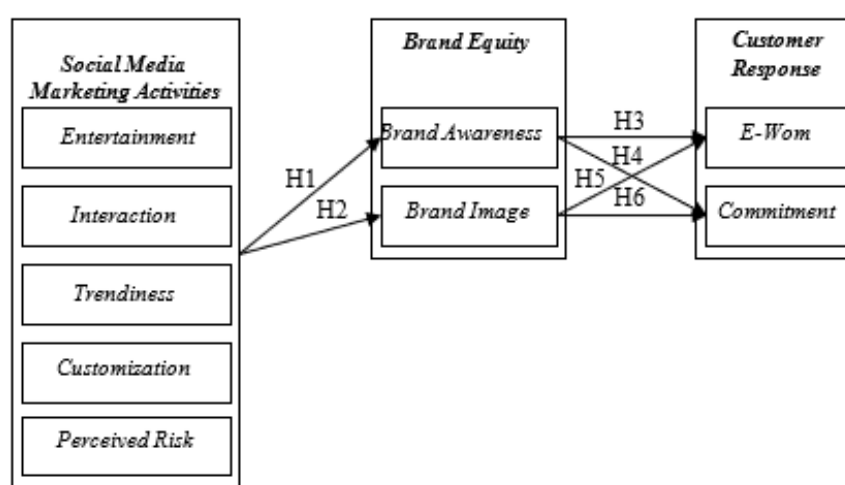 Social Media
Marketing Activities
Entertainment
Interaction
Trendiness
Customization
Perceived Risk
H1
H2
Brand Equity
Brand Awareness
Brand Image
H3
H4
H5
H6
Customer
Response
E-Wom
Commitment